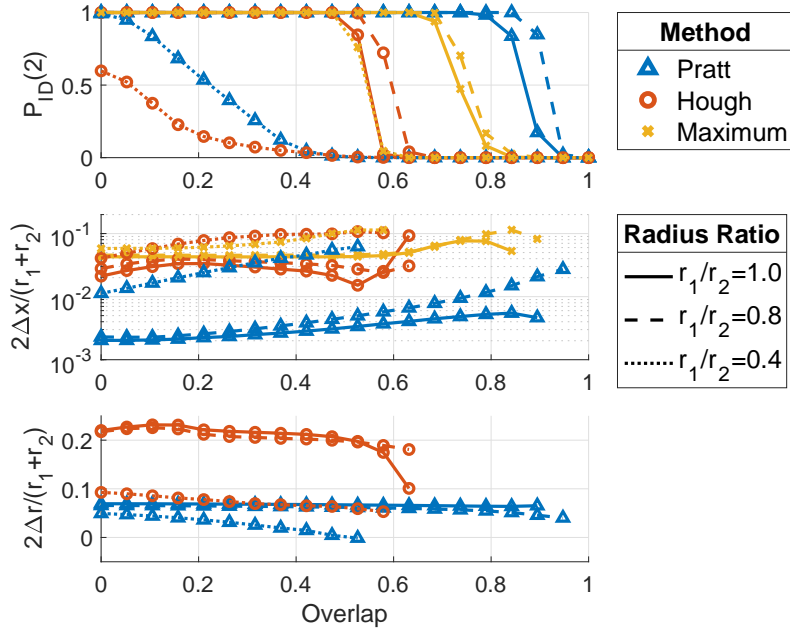 1
0.5
0
P_ID(2)
0 0.2 0.4 0.6 0.8 1
Method
Pratt
Hough
Maximum
10^-1
10^-2
10^-3
2Δx/(r_1+r_2)
0 0.2 0.4 0.6 0.8 1
Radius Ratio
r_1/r_2=1.0
r_1/r_2=0.8
r_1/r_2=0.4
0.2
0.1
0
2Δr/(r_1+r_2)
0 0.2 0.4 0.6 0.8 1
Overlap